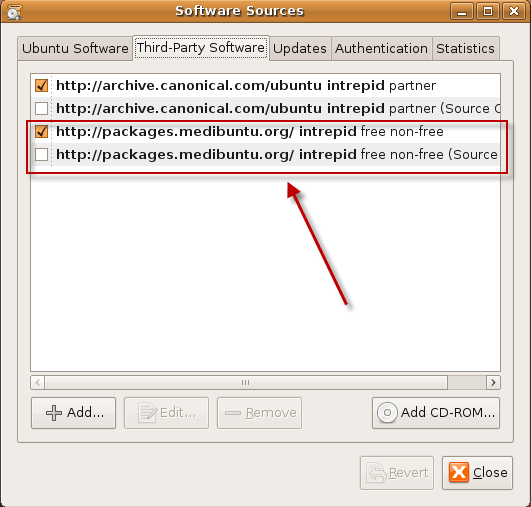 Software Sources
Ubuntu Software Third-Party Software Updates Authentication Statistics
http://archive.canonical.com/ubuntu intrepid partner
http://archive.canonical.com/ubuntu intrepid partner (Source
http://packages.medibuntu.org/ intrepid free non-free
http://packages.medibuntu.org/ intrepid free non-free (Source
Add... Edit... Remove Add CD-ROM...
Revert Close